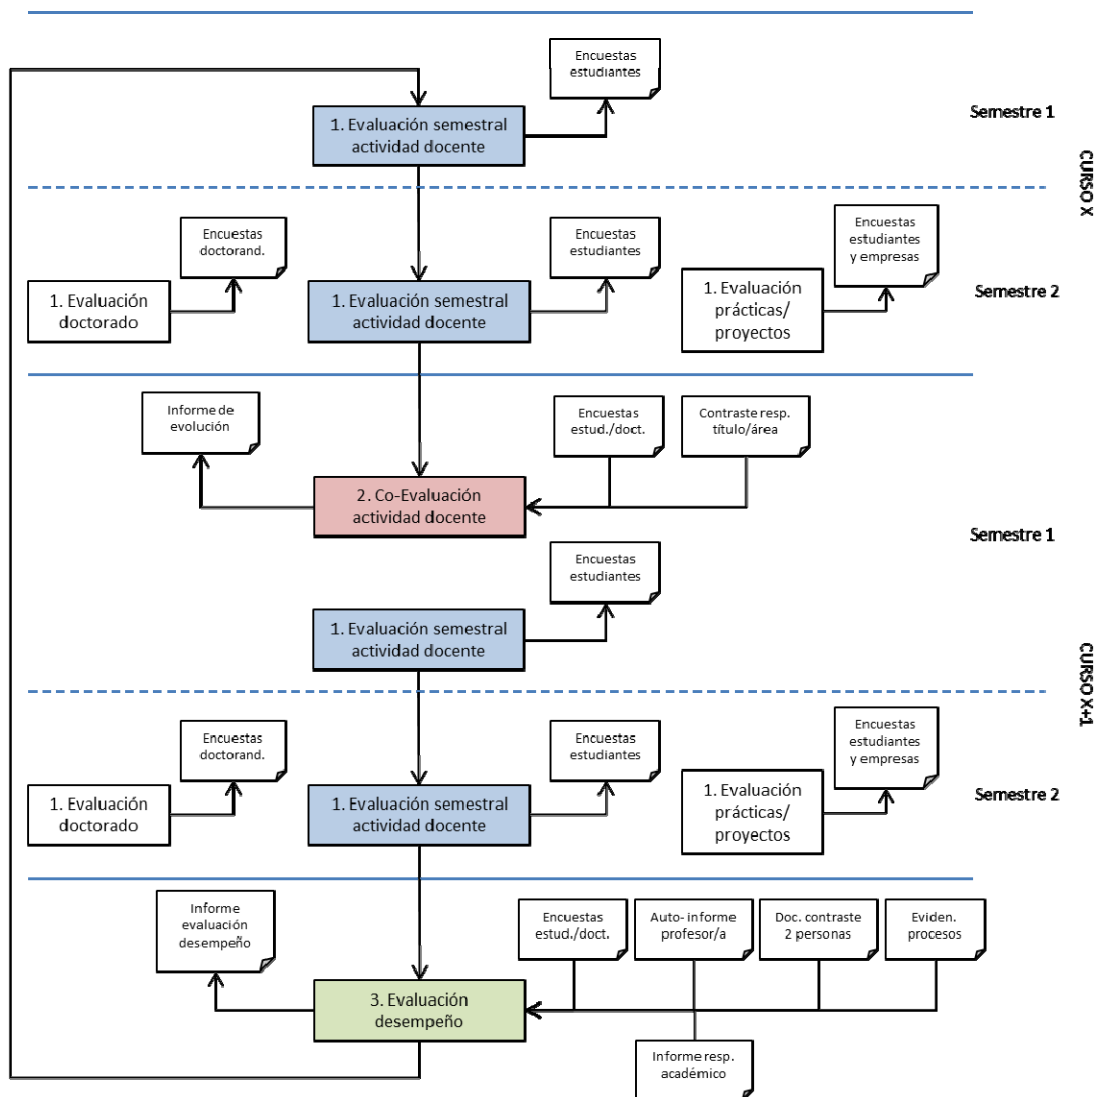 Encuestas
estudiantes
1. Evaluación semestral
actividad docente
Semestre 1
CURSO X
Encuestas
doctorand.
Encuestas
estudiantes
Encuestas
estudiantes
y empresas
1. Evaluación
doctorado
1. Evaluación semestral
actividad docente
1. Evaluación
prácticas/
proyectos
Semestre 2
Informe de
evolución
Encuestas
estud./doct.
Contraste resp.
título/área
2. Co-Evaluación
actividad docente
Semestre 1
Encuestas
estudiantes
1. Evaluación semestral
actividad docente
CURSO X+1
Encuestas
doctorand.
Encuestas
estudiantes
Encuestas
estudiantes
y empresas
1. Evaluación
doctorado
1. Evaluación semestral
actividad docente
1. Evaluación
prácticas/
proyectos
Semestre 2
Informe
evaluación
desempeño
Encuestas
estud./doct.
Auto- informe
profesor/a
Doc. contraste
2 personas
Eviden.
procesos
3. Evaluación
desempeño
Informe resp.
académico